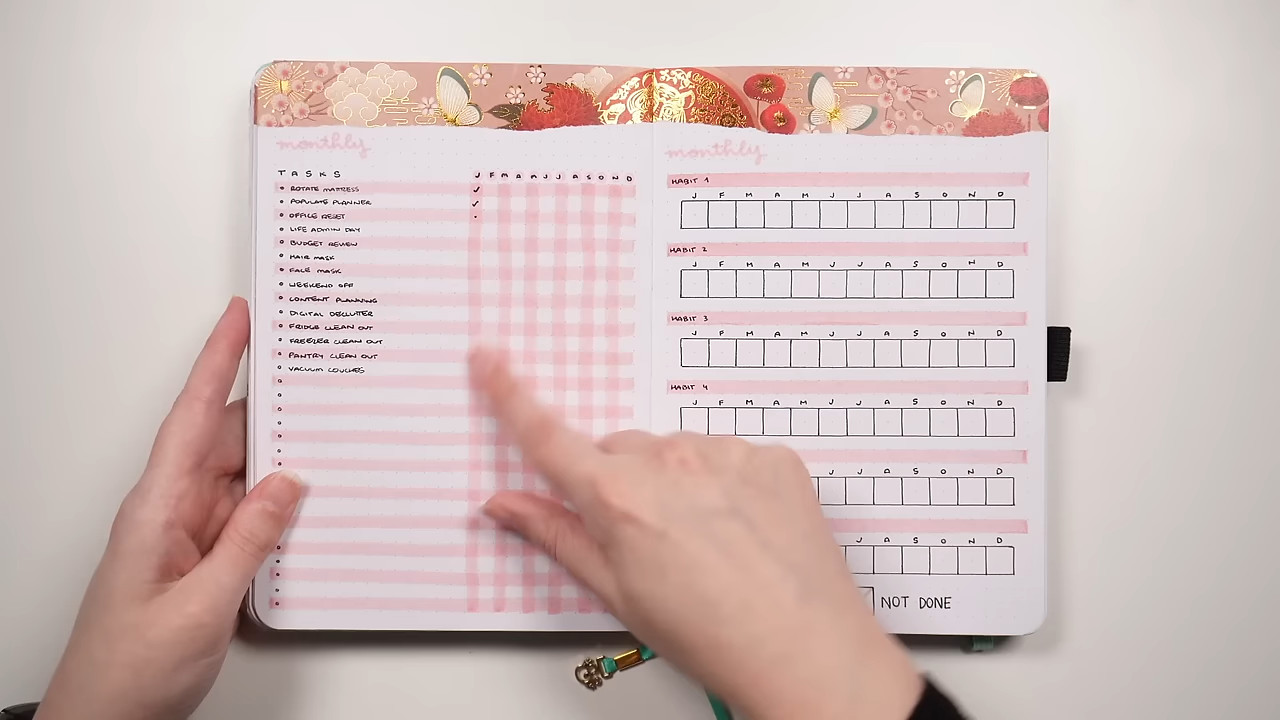 monthly
TASKS J F M A M J J A S O N D
ROTATE MATTRESS ✓
POPULATE PLANNER ✓
OFFICE RESET
LIFE ADMIN DAY
BUDGET REVIEW
HAIR MASK
FACE MASK
WEEKEND OFF
CONTENT PLANNING
DIGITAL DECLUTTER
FRIDGE CLEAN OUT
FREEZER CLEAN OUT
PANTRY CLEAN OUT
VACUUM COUCHES
monthly
HABIT 1
J F M A M J J A S O N D
HABIT 2
J F M A M J J A S O N D
HABIT 3
J F M A M J J A S O N D
HABIT 4
J F M A M J J A S O N D
J A S O N D
J A S O N D
NOT DONE